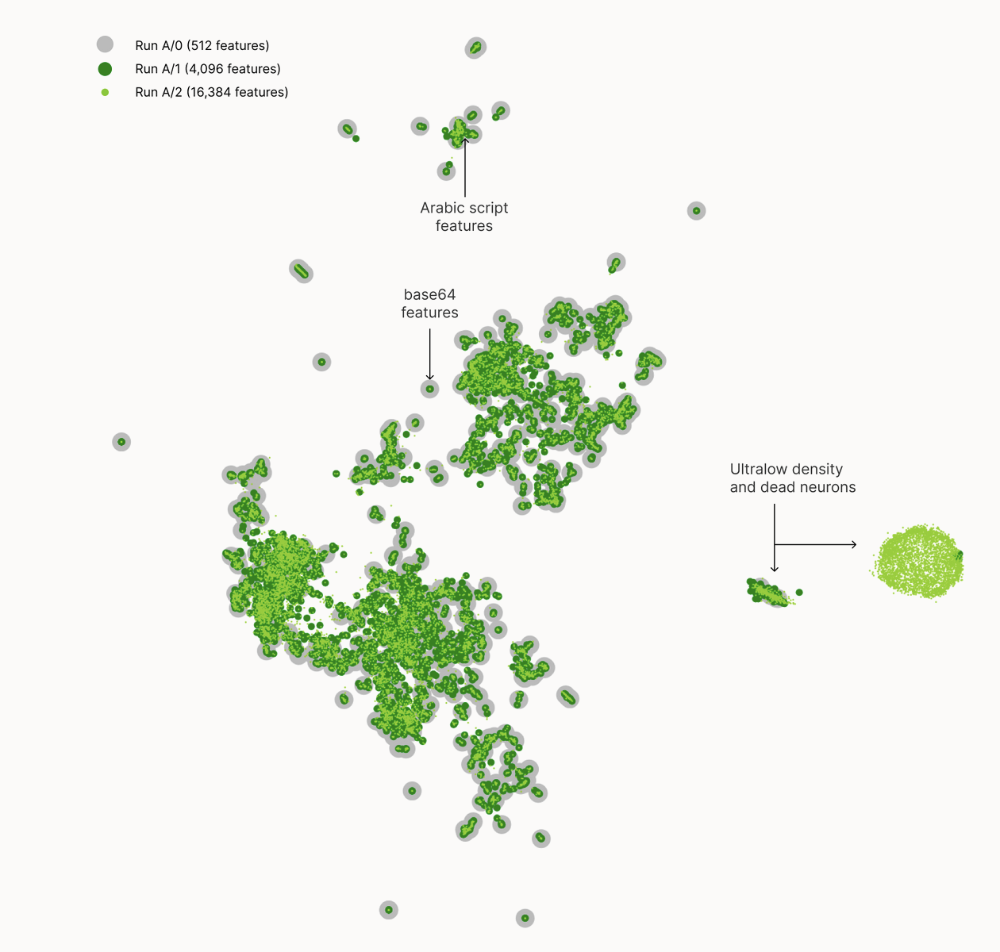 Run A/0 (512 features)
Run A/1 (4,096 features)
Run A/2 (16,384 features)
Arabic script
features
base64
features
Ultralow density
and dead neurons